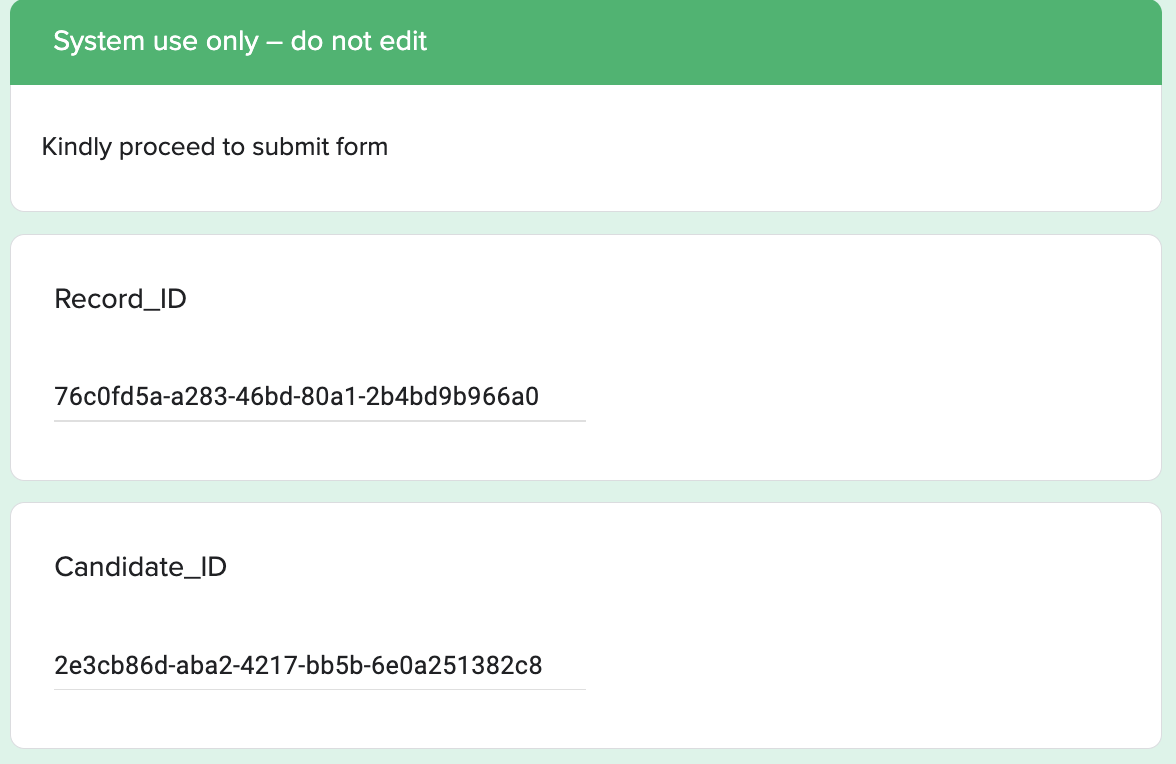 System use only – do not edit
Kindly proceed to submit form
Record_ID
76c0fd5a-a283-46bd-80a1-2b4bd9b966a0
Candidate_ID
2e3cb86d-aba2-4217-bb5b-6e0a251382c8